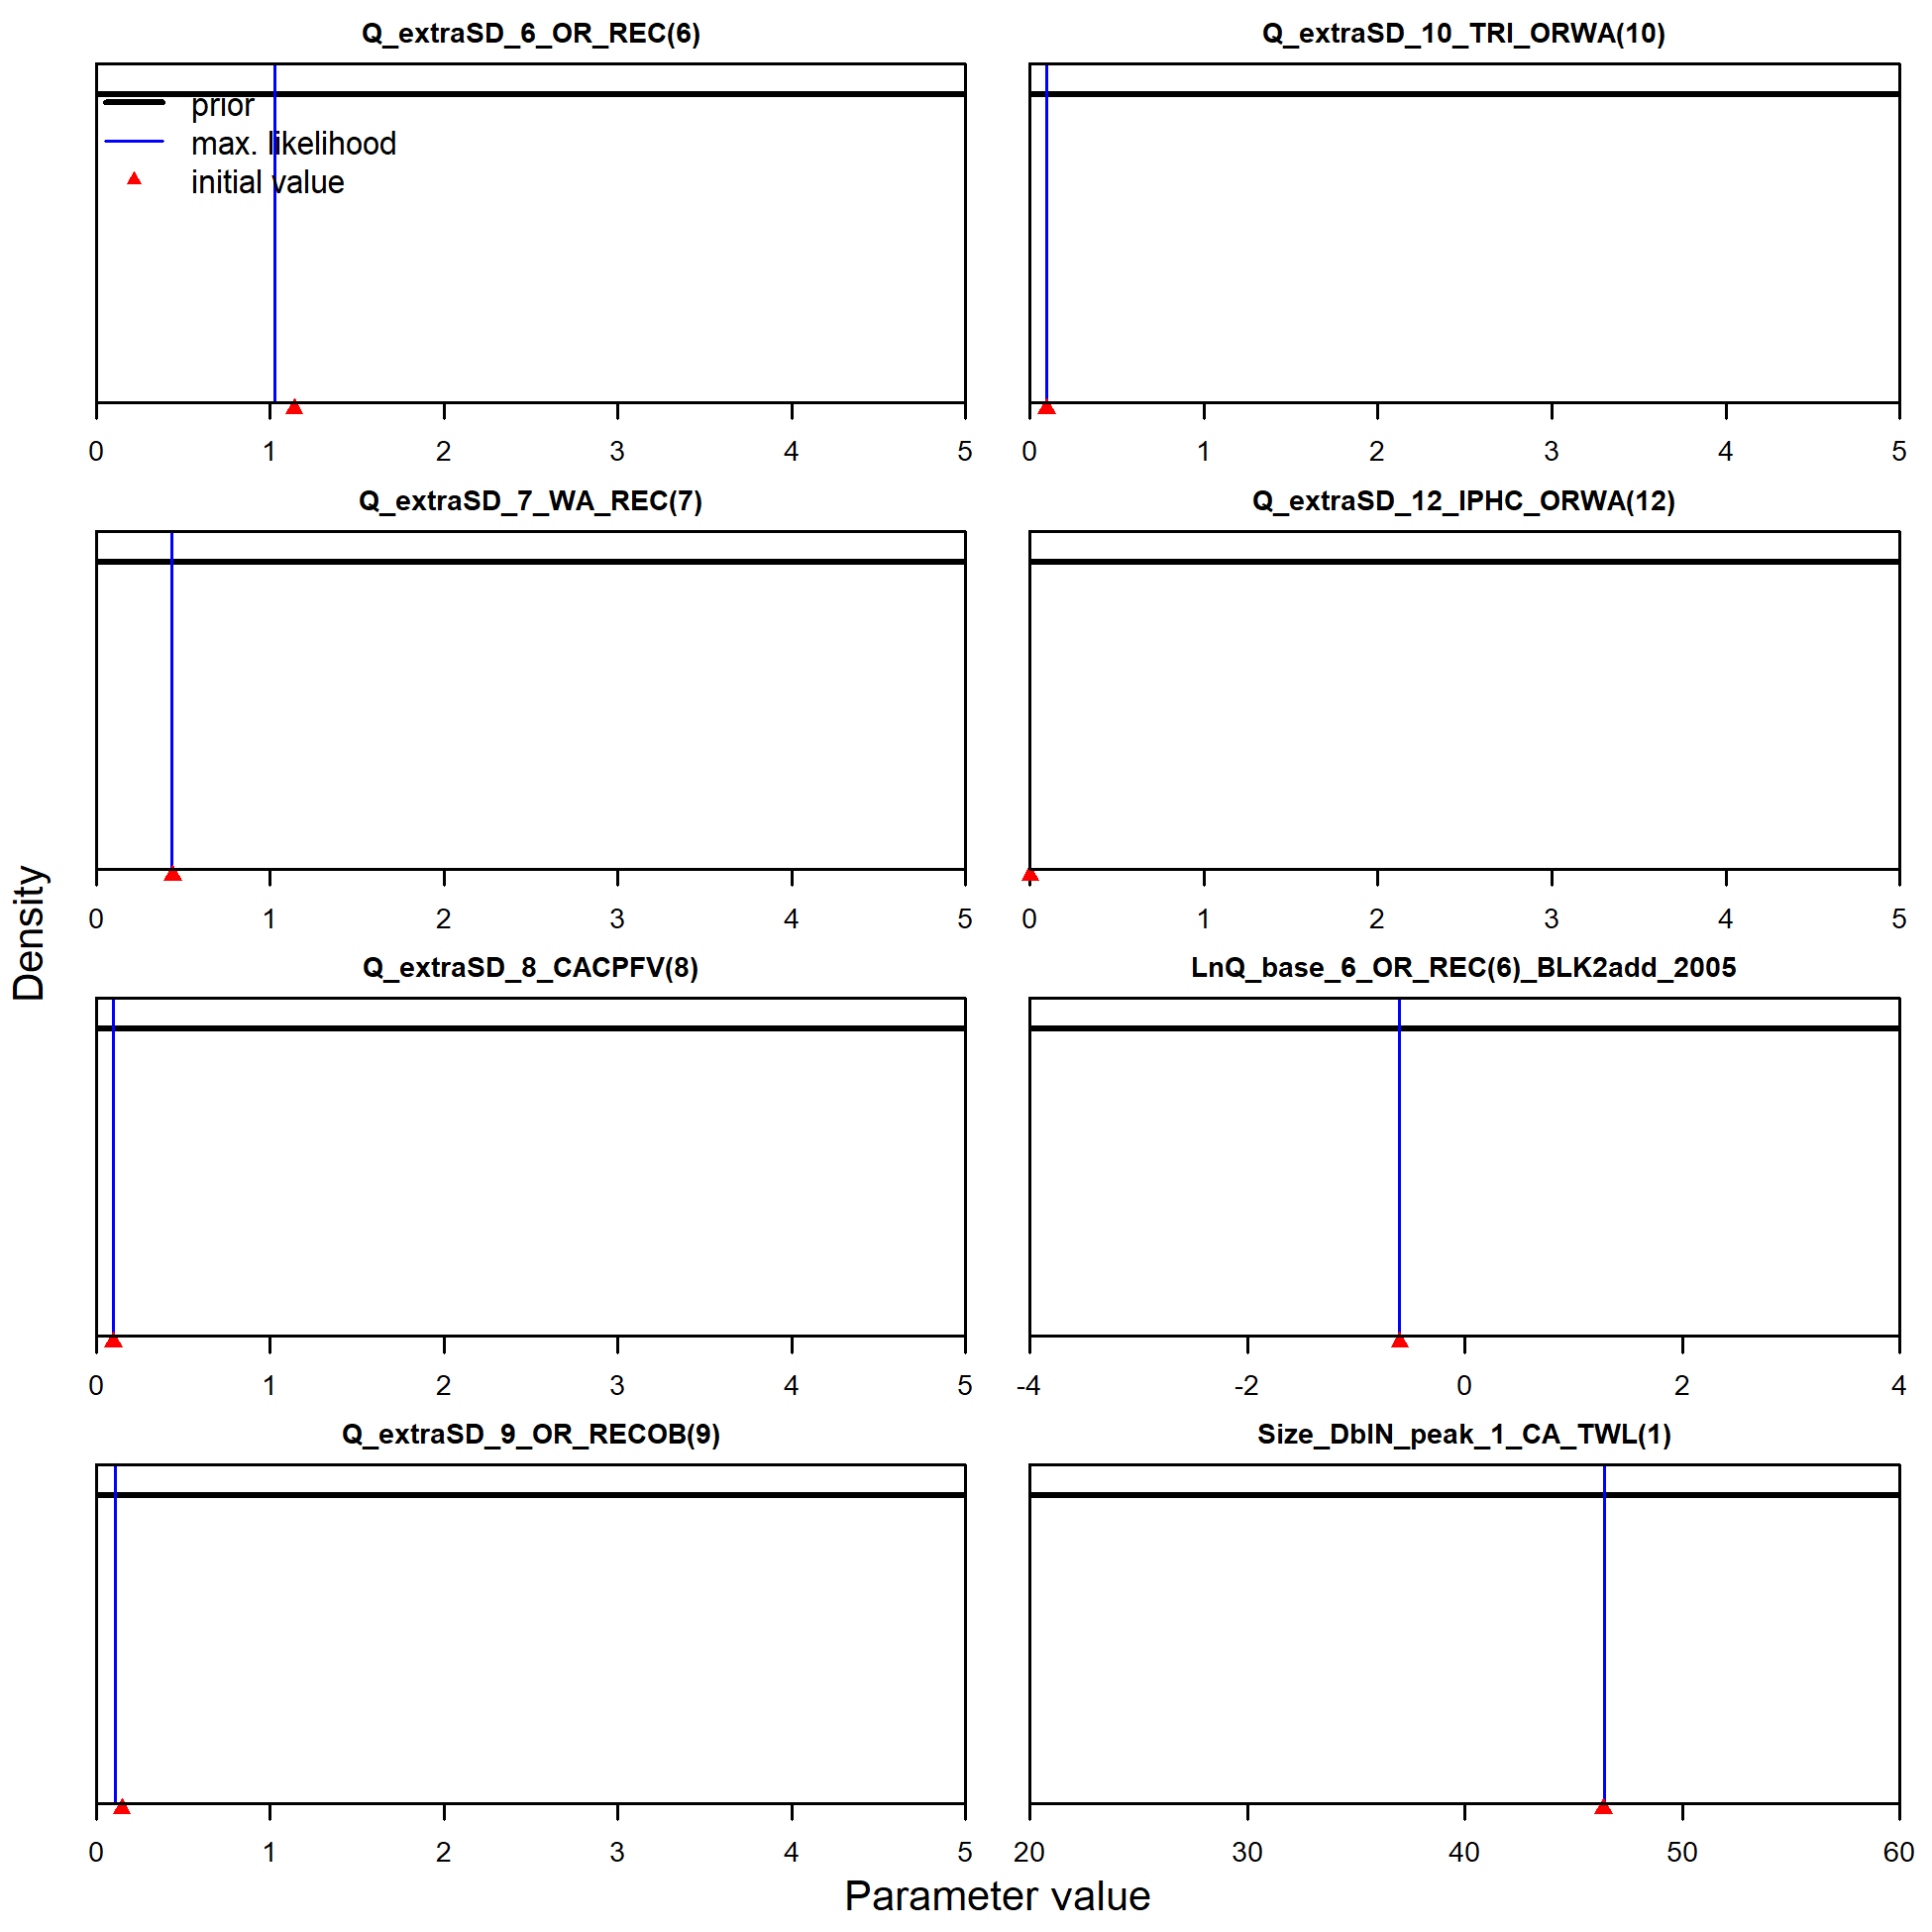 Q_extraSD_6_OR_REC(6)
prior
max. likelihood
initial value
0 1 2 3 4 5
Q_extraSD_10_TRI_ORWA(10)
0 1 2 3 4 5
Q_extraSD_7_WA_REC(7)
0 1 2 3 4 5
Q_extraSD_12_IPHC_ORWA(12)
0 1 2 3 4 5
Q_extraSD_8_CACPFV(8)
0 1 2 3 4 5
LnQ_base_6_OR_REC(6)_BLK2add_2005
-4 -2 0 2 4
Q_extraSD_9_OR_RECOB(9)
0 1 2 3 4 5
Size_DblN_peak_1_CA_TWL(1)
20 30 40 50 60
Density
Parameter value